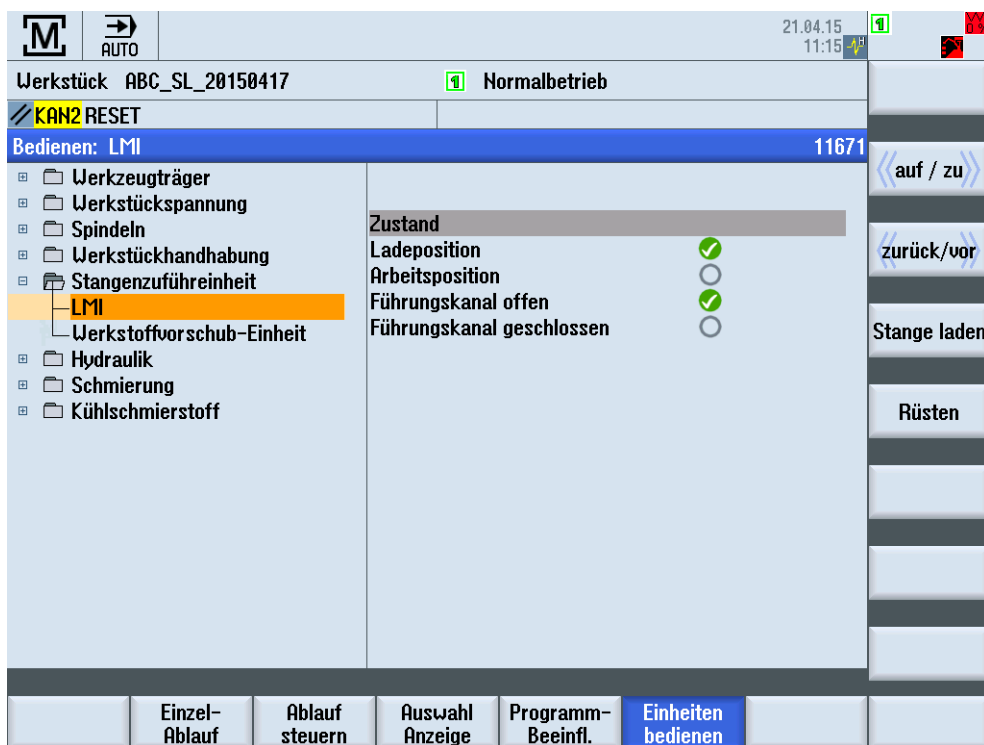 M
AUTO
21.04.15
11:15
H
1
Werkstück ABC_SL_20150417
1 Normalbetrieb
KAN2 RESET
Bedienen: LMI 11671
Werkzeugträger
Werkstückspannung
Spindeln
Werkstückhandhabung
Stangenzuführeinheit
LMI
Werkstoffvorschub-Einheit
Hydraulik
Schmierung
Kühlschmierstoff
Zustand
Ladeposition
Arbeitsposition
Führungskanal offen
Führungskanal geschlossen
auf / zu
zurück/vor
Stange laden
Rüsten
Einzel-
Ablauf
Ablauf
steuern
Auswahl
Anzeige
Programm-
Beeinfl.
Einheiten
bedienen